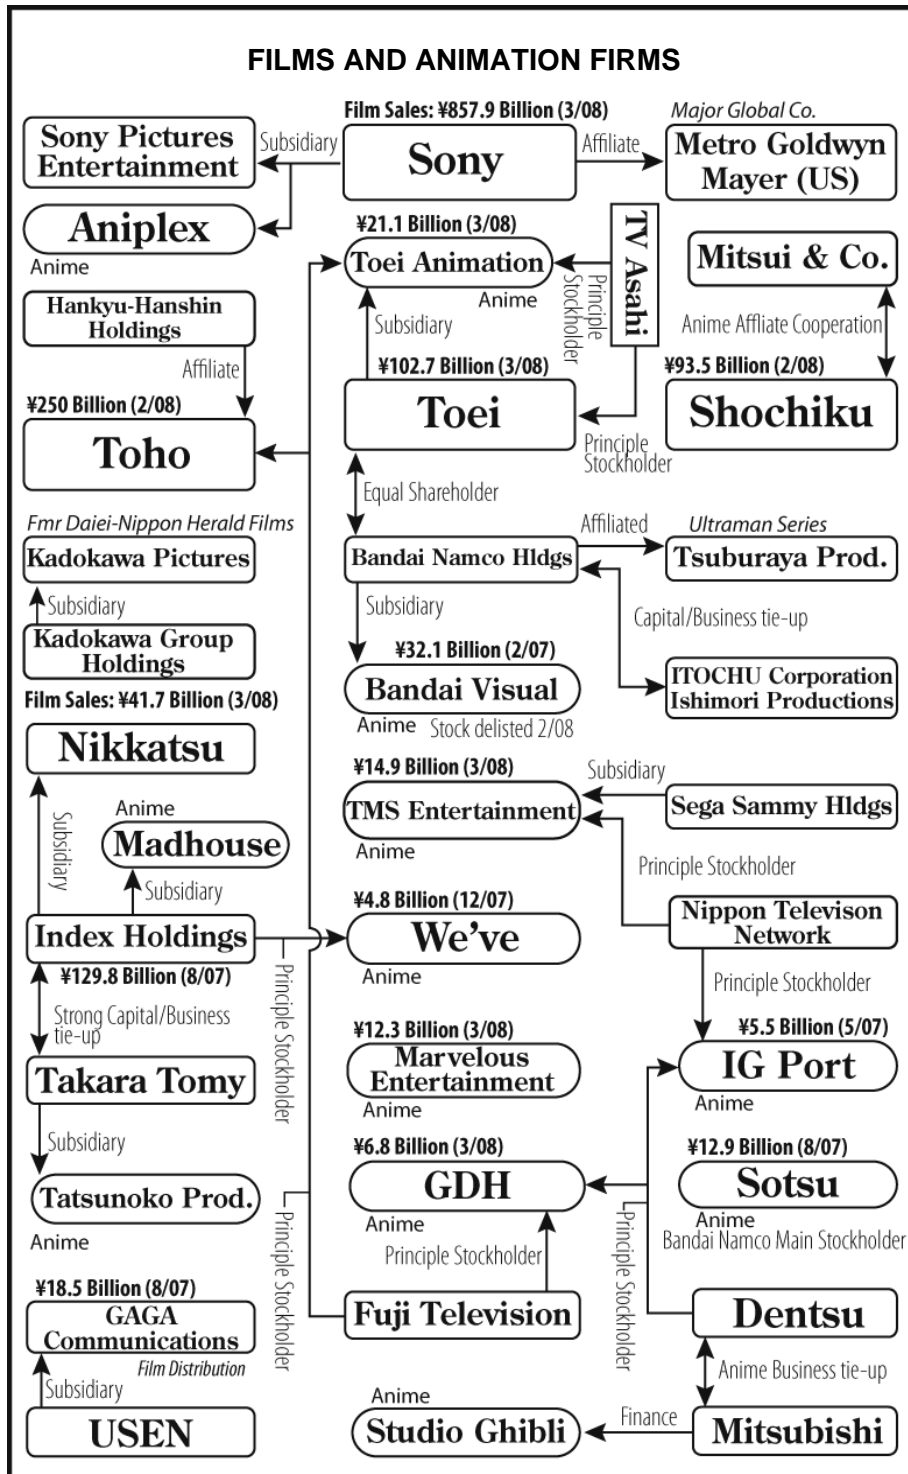 FILMS AND ANIMATION FIRMS
Film Sales: ¥857.9 Billion (3/08)
Major Global Co.
Sony Pictures
Entertainment
Subsidiary
Sony
Affiliate
Metro Goldwyn
Mayer (US)
Aniplex
Anime
¥21.1 Billion (3/08)
Toei Animation
Anime
TV Asahi
Principle
Stockholder
Mitsui & Co.
Hankyu-Hanshin
Holdings
Subsidiary
Anime Affliate Cooperation
Affiliate
¥102.7 Billion (3/08)
¥93.5 Billion (2/08)
¥250 Billion (2/08)
Toho
Toei
Shochiku
Principle
Stockholder
Equal Shareholder
Fmr Daiei-Nippon Herald Films
Kadokawa Pictures
Subsidiary
Kadokawa Group
Holdings
Bandai Namco Hldgs
Affiliated
Ultraman Series
Tsuburaya Prod.
Subsidiary
Capital/Business tie-up
¥32.1 Billion (2/07)
Bandai Visual
Anime
Stock delisted 2/08
ITOCHU Corporation
Ishimori Productions
Film Sales: ¥41.7 Billion (3/08)
Nikkatsu
¥14.9 Billion (3/08)
TMS Entertainment
Anime
Subsidiary
Sega Sammy Hldgs
Anime
Madhouse
Subsidiary
Subsidiary
Principle Stockholder
Index Holdings
¥129.8 Billion (8/07)
¥4.8 Billion (12/07)
We've
Anime
Nippon Televison
Network
Principle Stockholder
Principle Stockholder
Strong Capital/Business
tie-up
Takara Tomy
¥12.3 Billion (3/08)
Marvelous
Entertainment
Anime
¥5.5 Billion (5/07)
IG Port
Anime
Subsidiary
Tatsunoko Prod.
Anime
¥6.8 Billion (3/08)
GDH
Anime
¥12.9 Billion (8/07)
Sotsu
Anime
Bandai Namco Main Stockholder
Principle Stockholder
Principle Stockholder
Principle Stockholder
¥18.5 Billion (8/07)
GAGA
Communications
Film Distribution
Fuji Television
Dentsu
Subsidiary
USEN
Anime
Studio Ghibli
Finance
Anime Business tie-up
Mitsubishi